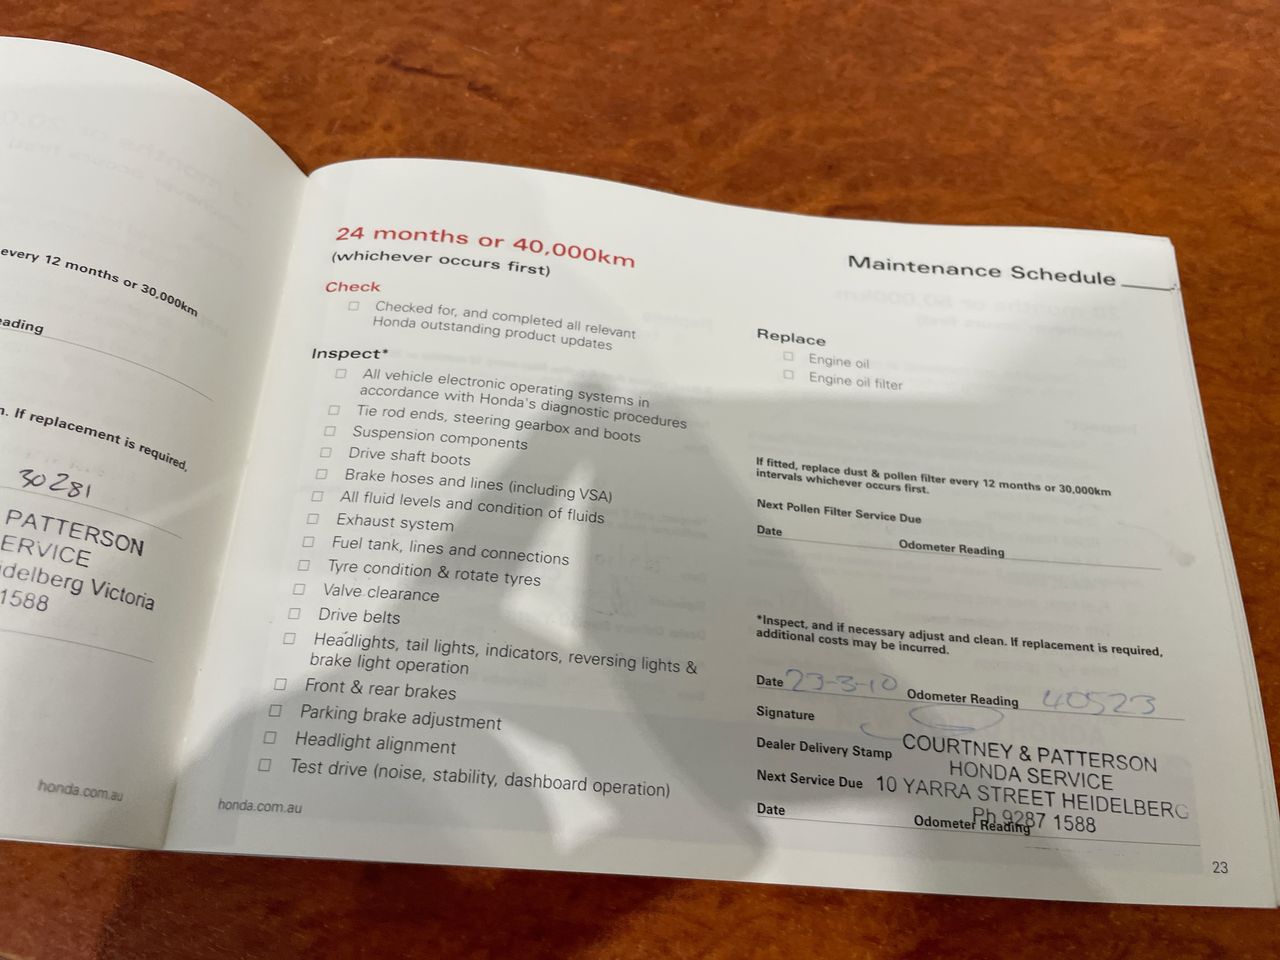 every 12 months or 30,000km
eading
n. If replacement is required,
30281
PATTERSON
ERVICE
idelberg Victoria
1588
honda.com.au
24 months or 40,000km
(whichever occurs first)
Check
Checked for, and completed all relevant
Honda outstanding product updates
Inspect*
All vehicle electronic operating systems in
accordance with Honda's diagnostic procedures
Tie rod ends, steering gearbox and boots
Suspension components
Drive shaft boots
Brake hoses and lines (including VSA)
All fluid levels and condition of fluids
Exhaust system
Fuel tank, lines and connections
Tyre condition & rotate tyres
Valve clearance
Drive belts
Headlights, tail lights, indicators, reversing lights &
brake light operation
Front & rear brakes
Parking brake adjustment
Headlight alignment
Test drive (noise, stability, dashboard operation)
honda.com.au
Maintenance Schedule
Replace
Engine oil
Engine oil filter
If fitted, replace dust & pollen filter every 12 months or 30,000km
intervals whichever occurs first.
Next Pollen Filter Service Due
Date Odometer Reading
*Inspect, and if necessary adjust and clean. If replacement is required,
additional costs may be incurred.
Date 23-3-10 Odometer Reading 40523
Signature
Dealer Delivery Stamp COURTNEY & PATTERSON
HONDA SERVICE
Next Service Due 10 YARRA STREET HEIDELBERG
Ph 9287 1588
Date Odometer Reading
23